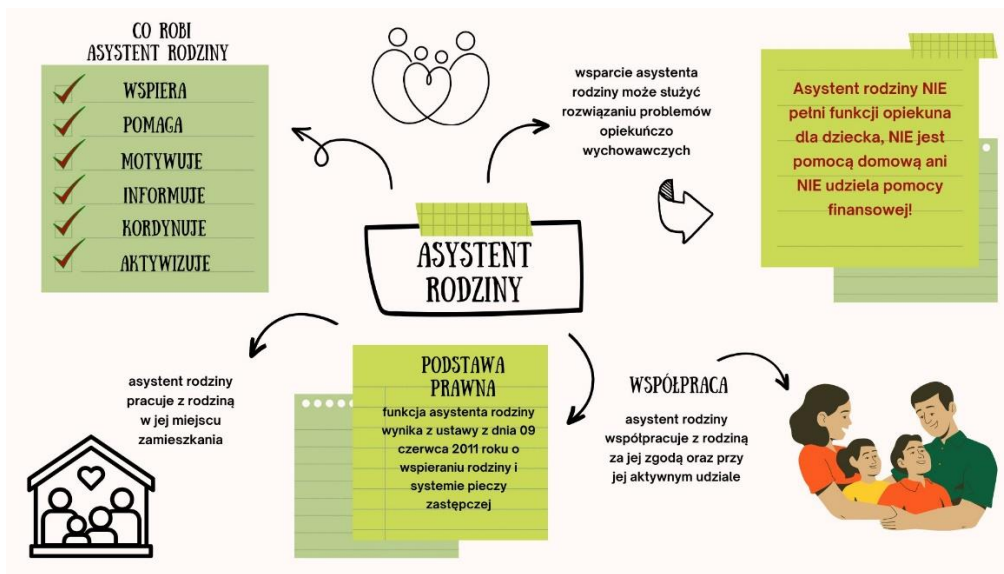 CO ROBI
ASYSTENT RODZINY
WSPIERA
POMAGA
MOTYWUJE
INFORMUJE
KORDYNUJE
AKTYWIZUJE
wsparcie asystenta
rodziny może służyć
rozwiązaniu problemów
opiekuńczo
wychowawczych
Asystent rodziny NIE
pełni funkcji opiekuna
dla dziecka, NIE jest
pomocą domową ani
NIE udziela pomocy
finansowej!
ASYSTENT
RODZINY
asystent rodziny
pracuje z rodziną
w jej miejscu
zamieszkania
PODSTAWA
PRAWNA
funkcja asystenta rodziny
wynika z ustawy z dnia 09
czerwca 2011 roku o
wspieraniu rodziny i
systemie pieczy
zastępczej
WSPÓŁPRACA
asystent rodziny
współpracuje z rodziną
za jej zgodą oraz przy
jej aktywnym udziale